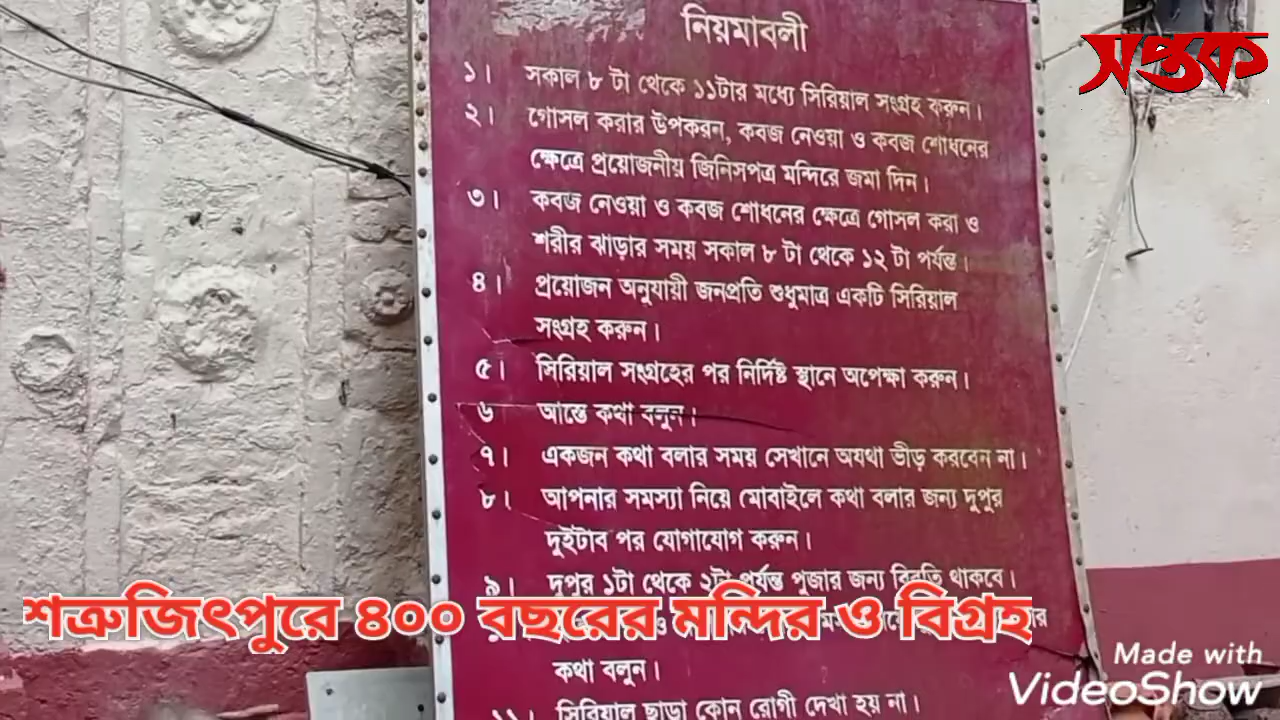 নিয়মাবলী
সপ্তক
১। সকাল ৮ টা থেকে ১১টার মধ্যে সিরিয়াল সংগ্রহ করুন।
২। গোসল করার উপকরন, কবজ নেওয়া ও কবজ শোধনের
ক্ষেত্রে প্রয়োজনীয় জিনিসপত্র মন্দিরে জমা দিন।
৩। কবজ নেওয়া ও কবজ শোধনের ক্ষেত্রে গোসল করা ও
শরীর ঝাড়ার সময় সকাল ৮ টা থেকে ১২ টা পর্যন্ত।
৪। প্রয়োজন অনুযায়ী জনপ্রতি শুধুমাত্র একটি সিরিয়াল
সংগ্রহ করুন।
৫। সিরিয়াল সংগ্রহের পর নির্দিষ্ট স্থানে অপেক্ষা করুন।
৬ আস্তে কথা বলুন।
৭। একজন কথা বলার সময় সেখানে অযথা ভীড় করবেন না।
৮। আপনার সমস্যা নিয়ে মোবাইলে কথা বলার জন্য দুপুর
দুইটাব পর যোগাযোগ করুন।
৯। দুপুর ১টা থেকে ২টা পর্যন্ত পূজার জন্য বিরতি থাকবে।
শত্রুজিৎপুরে ৪০০ বছরের মন্দির ও বিগ্রহ
কথা বলুন।
১১। সিরিয়াল ছাড়া কোন রোগী দেখা হয় না।
Made with
VideoShow